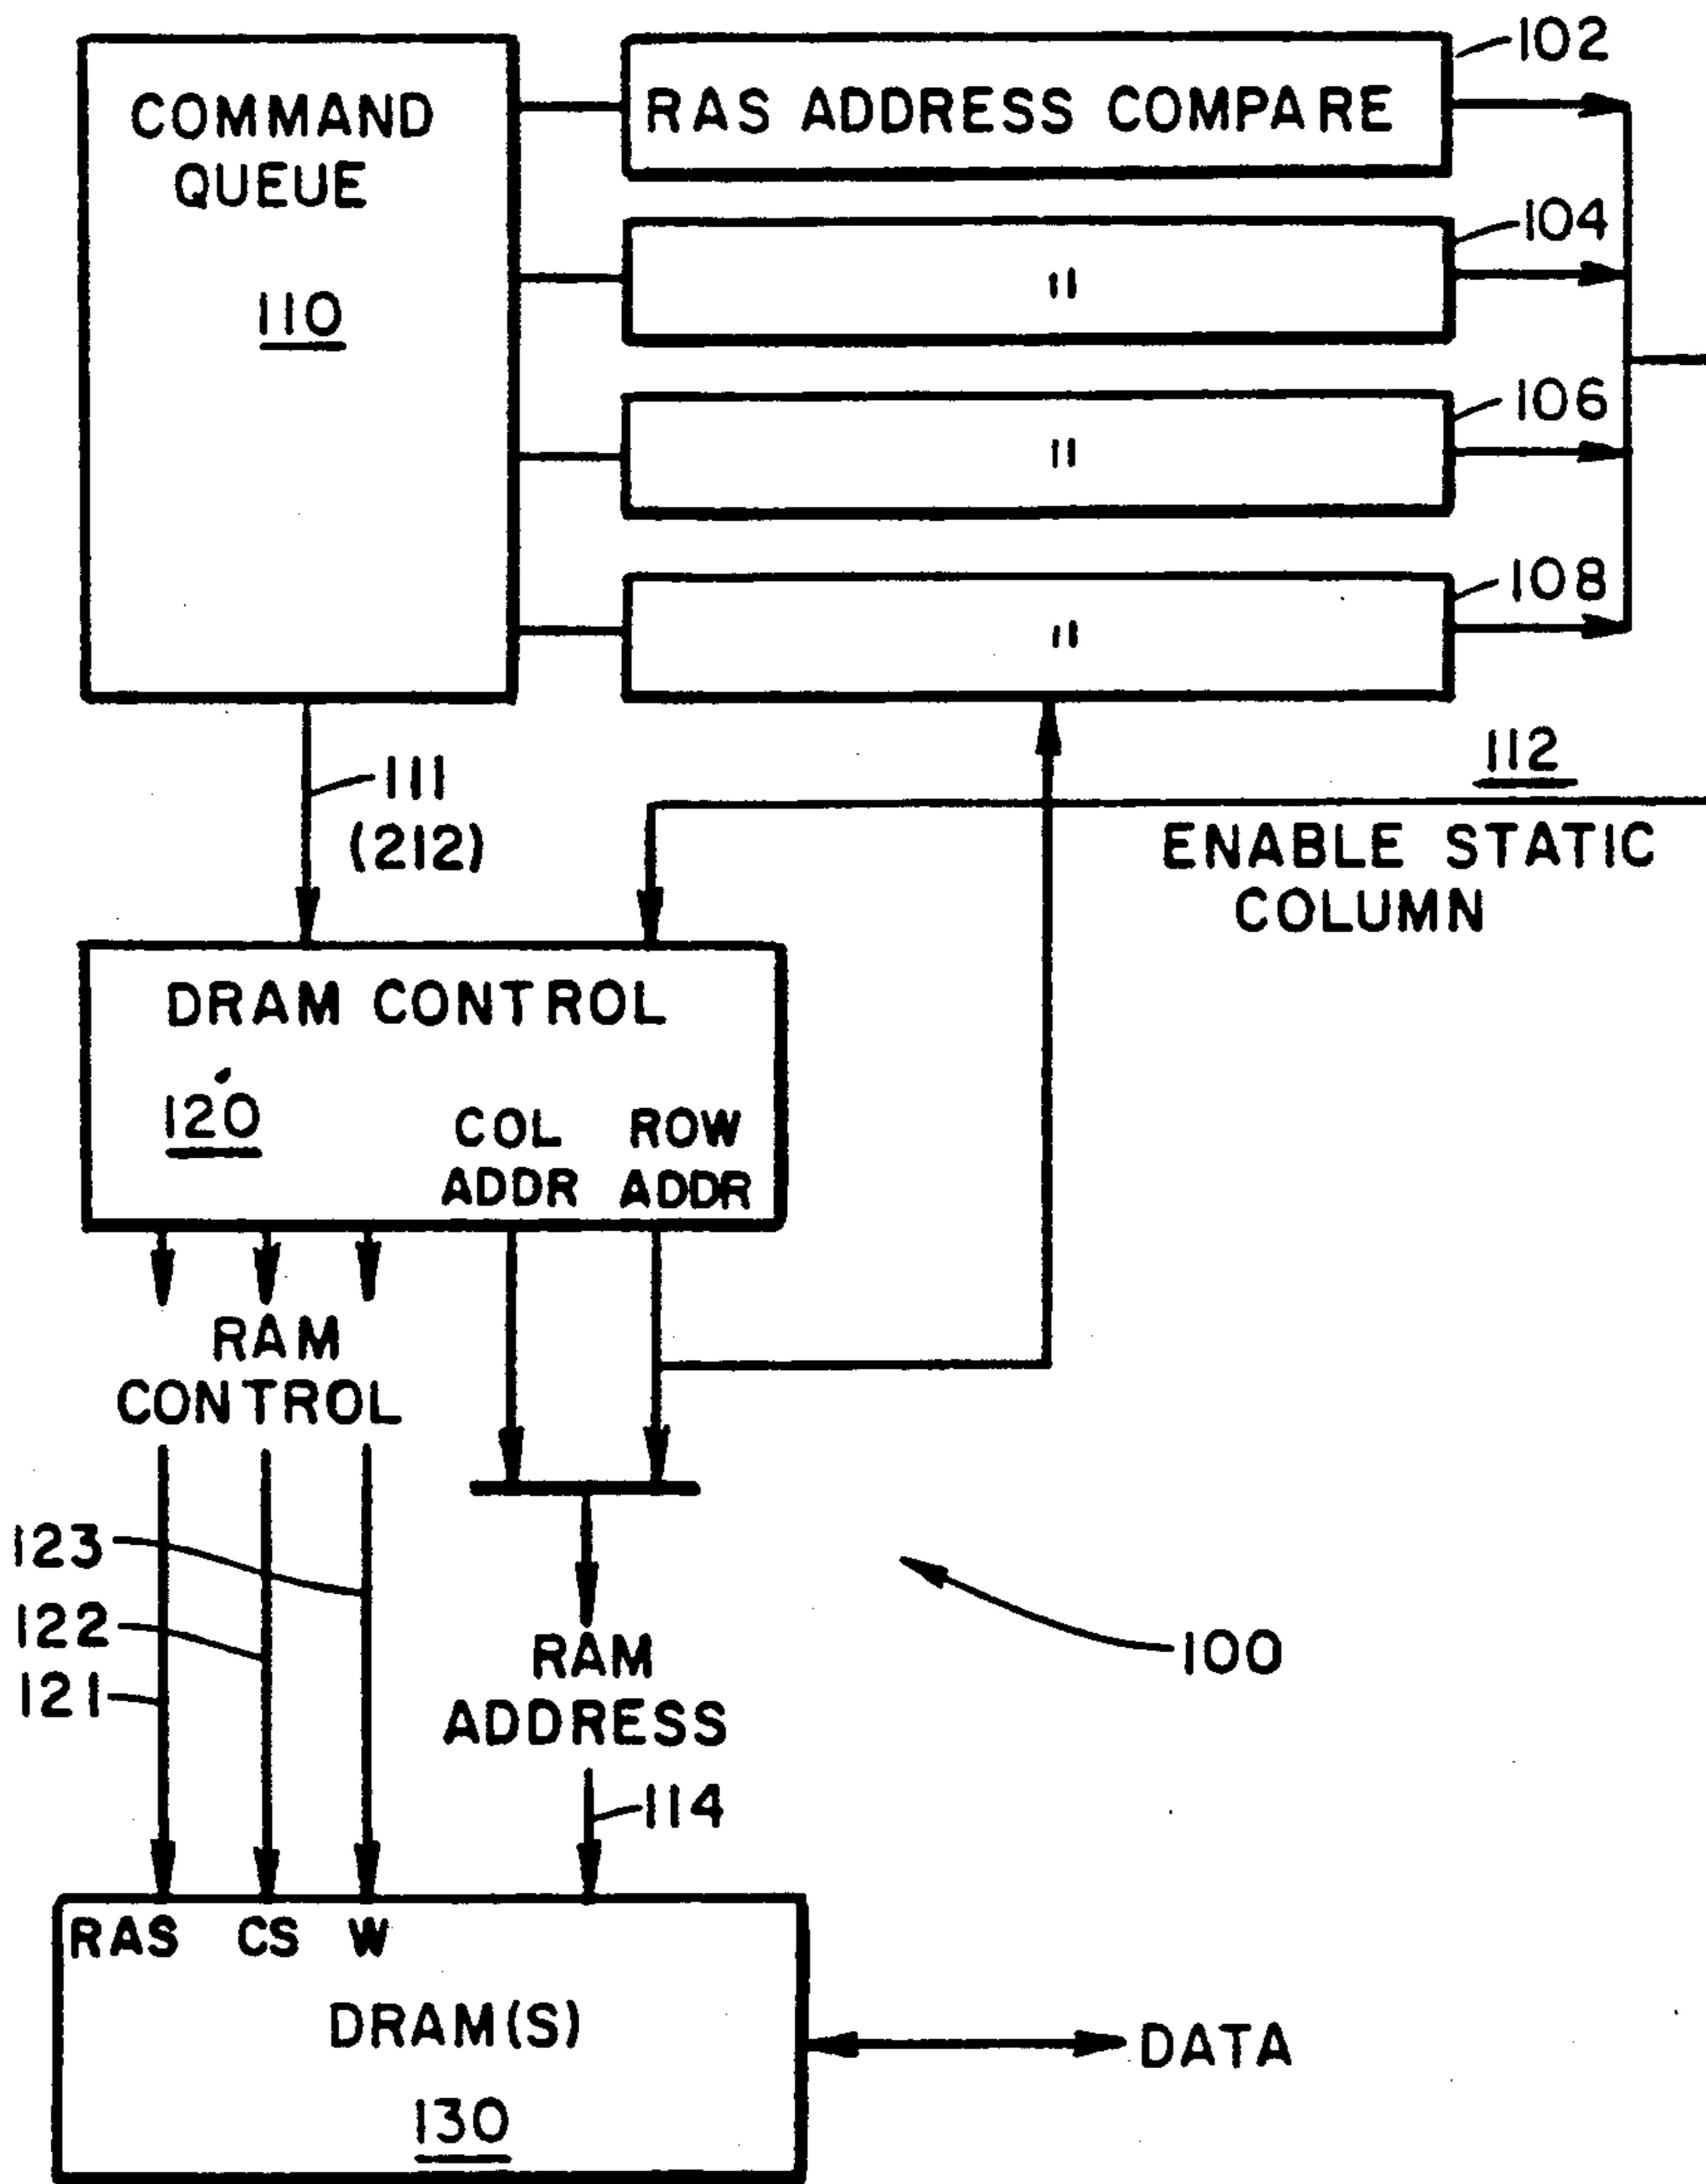 COMMAND
QUEUE
110
RAS ADDRESS COMPARE
102
"
104
"
106
"
108
111
(212)
112
ENABLE STATIC
COLUMN
DRAM CONTROL
120
COL
ADDR
ROW
ADDR
RAM
CONTROL
123
122
121
RAM
ADDRESS
114
100
RAS CS W
DRAM(S)
130
DATA